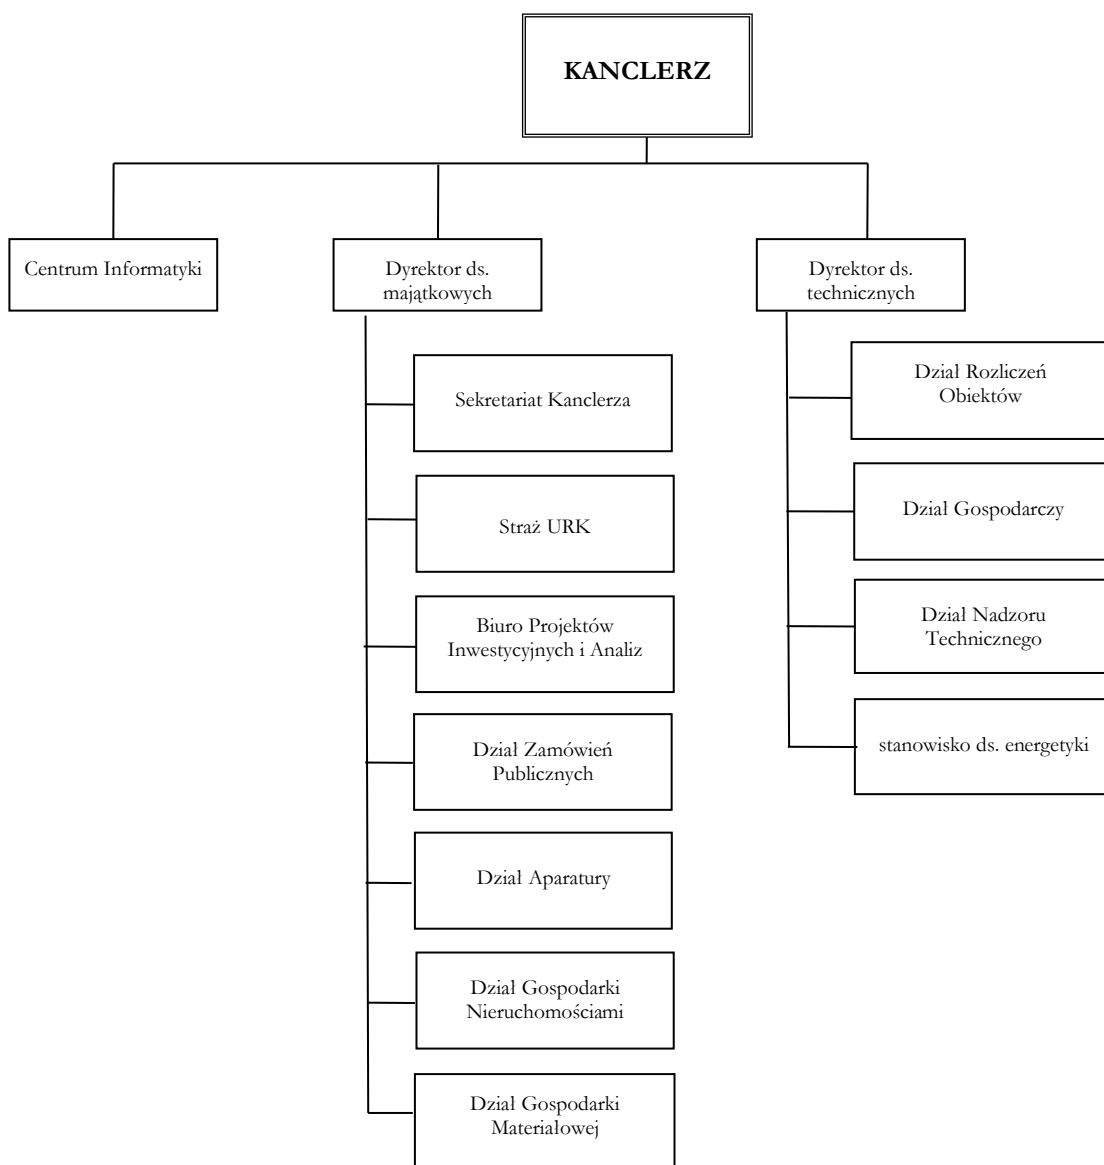 KANCLERZ
Centrum Informatyki
Dyrektor ds.
majątkowych
Dyrektor ds.
technicznych
Sekretariat Kanclerza
Straż URK
Biuro Projektów
Inwestycyjnych i Analiz
Dział Zamówień
Publicznych
Dział Aparatury
Dział Gospodarki
Nieruchomościami
Dział Gospodarki
Materiałowej
Dział Rozliczeń
Obiektów
Dział Gospodarczy
Dział Nadzoru
Technicznego
stanowisko ds. energetyki